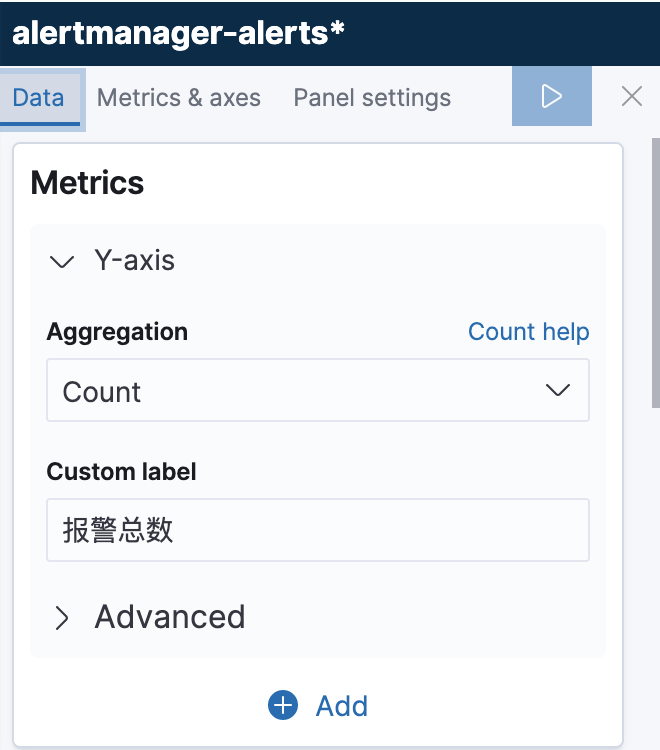 alertmanager-alerts*
Data Metrics & axes Panel settings
Metrics
Y-axis
Aggregation Count help
Count
Custom label
报警总数
Advanced
Add